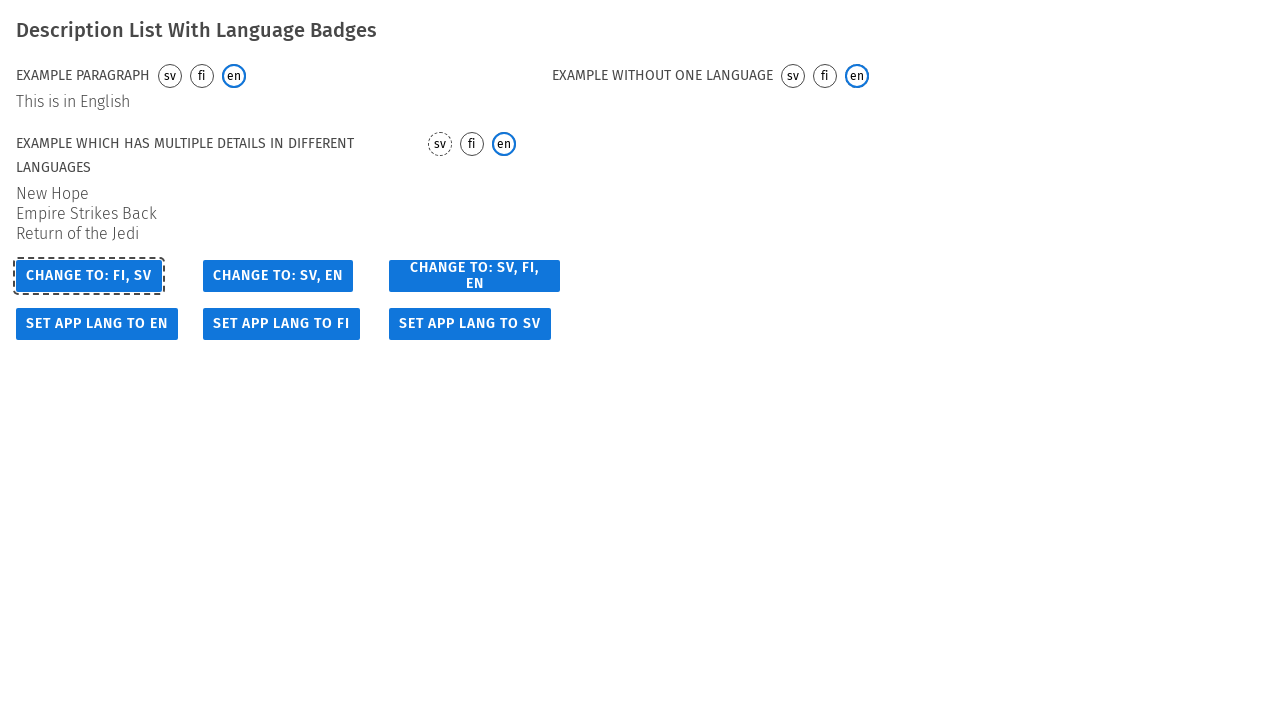 Description List With Language Badges
EXAMPLE PARAGRAPH sv fi en
This is in English
EXAMPLE WITHOUT ONE LANGUAGE sv fi en
EXAMPLE WHICH HAS MULTIPLE DETAILS IN DIFFERENT
LANGUAGES
sv fi en
New Hope
Empire Strikes Back
Return of the Jedi
CHANGE TO: FI, SV
CHANGE TO: SV, EN
CHANGE TO: SV, FI,
EN
SET APP LANG TO EN
SET APP LANG TO FI
SET APP LANG TO SV